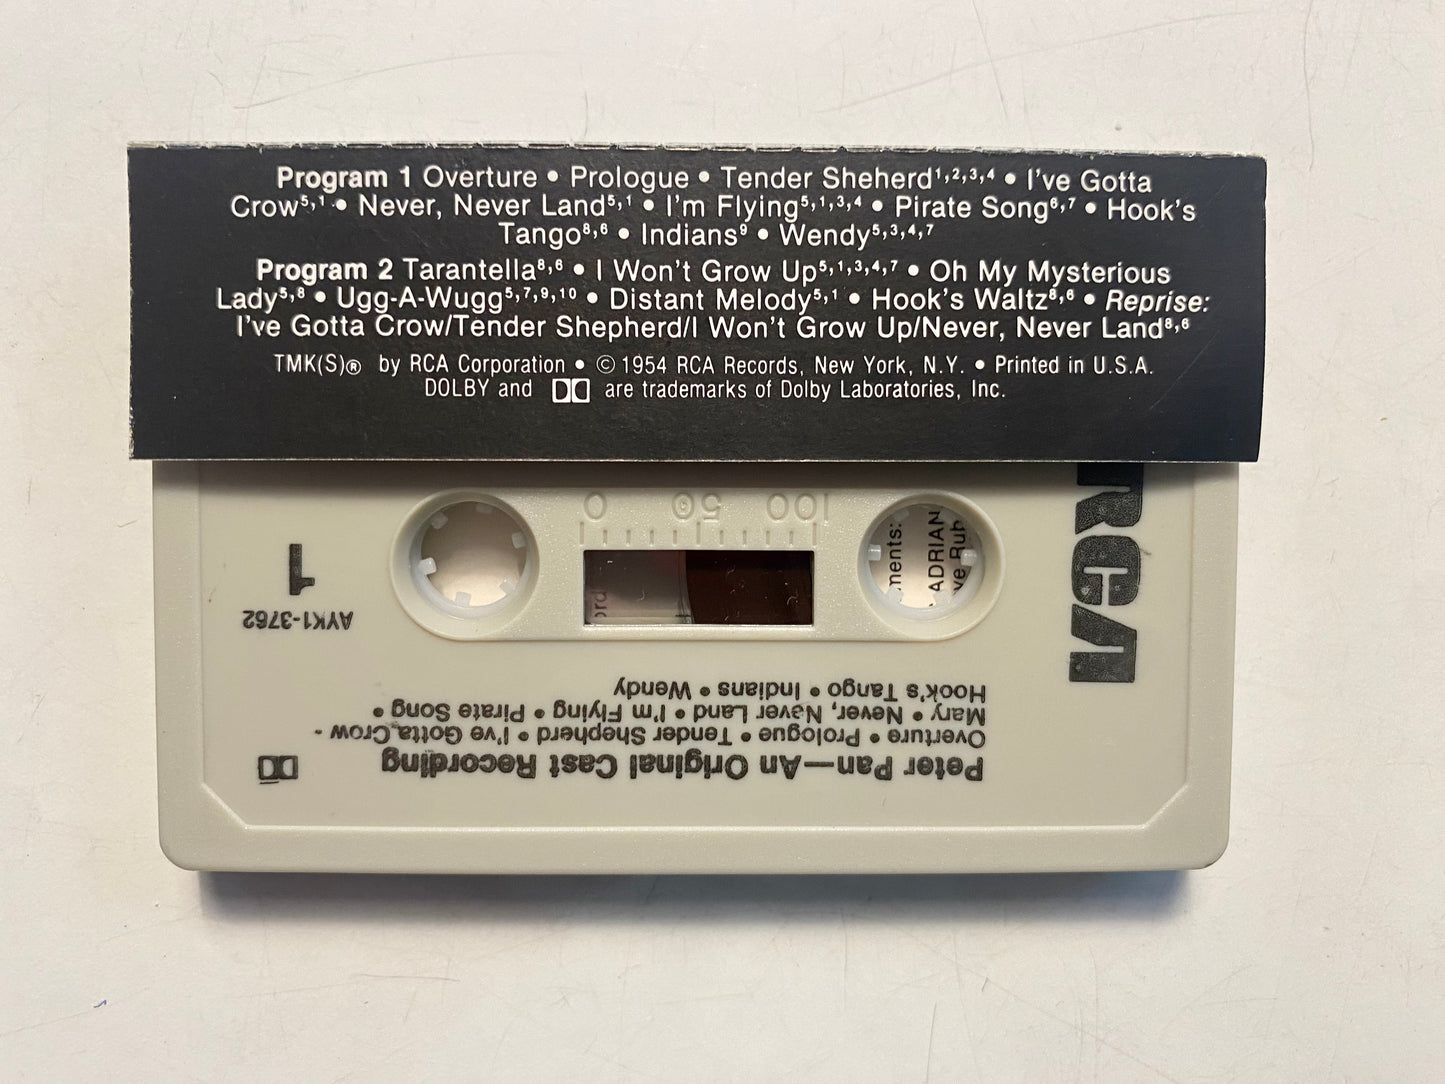 Program 1 Overture • Prologue • Tender Sheherd¹,²,³,⁴ • I've Gotta
Crow⁵,¹ • Never, Never Land⁵,¹ • I'm Flying⁵,¹,³,⁴ • Pirate Song⁶,⁷ • Hook's
Tango⁸,⁶ • Indians⁹ • Wendy⁵,³,⁴,⁷
Program 2 Tarantella⁸,⁶ • I Won't Grow Up⁵,¹,³,⁴,⁷ • Oh My Mysterious
Lady⁵,⁸ • Ugg-A-Wugg⁵,⁷,⁹,¹⁰ • Distant Melody⁵,¹ • Hook's Waltz⁸,⁶ • Reprise:
I've Gotta Crow/Tender Shepherd/I Won't Grow Up/Never, Never Land⁸,⁶
TMK(S)® by RCA Corporation • © 1954 RCA Records, New York, N.Y. • Printed in U.S.A.
DOLBY and are trademarks of Dolby Laboratories, Inc.
RCA
100 50 0
ments:
ADRIAN
1
AYK1-3762
Peter Pan—An Original Cast Recording
Overture • Prologue • Tender Shepherd • I've Gotta Crow -
Mary • Never, Never Land • I'm Flying • Pirate Song •
Hook's Tango • Indians • Wendy